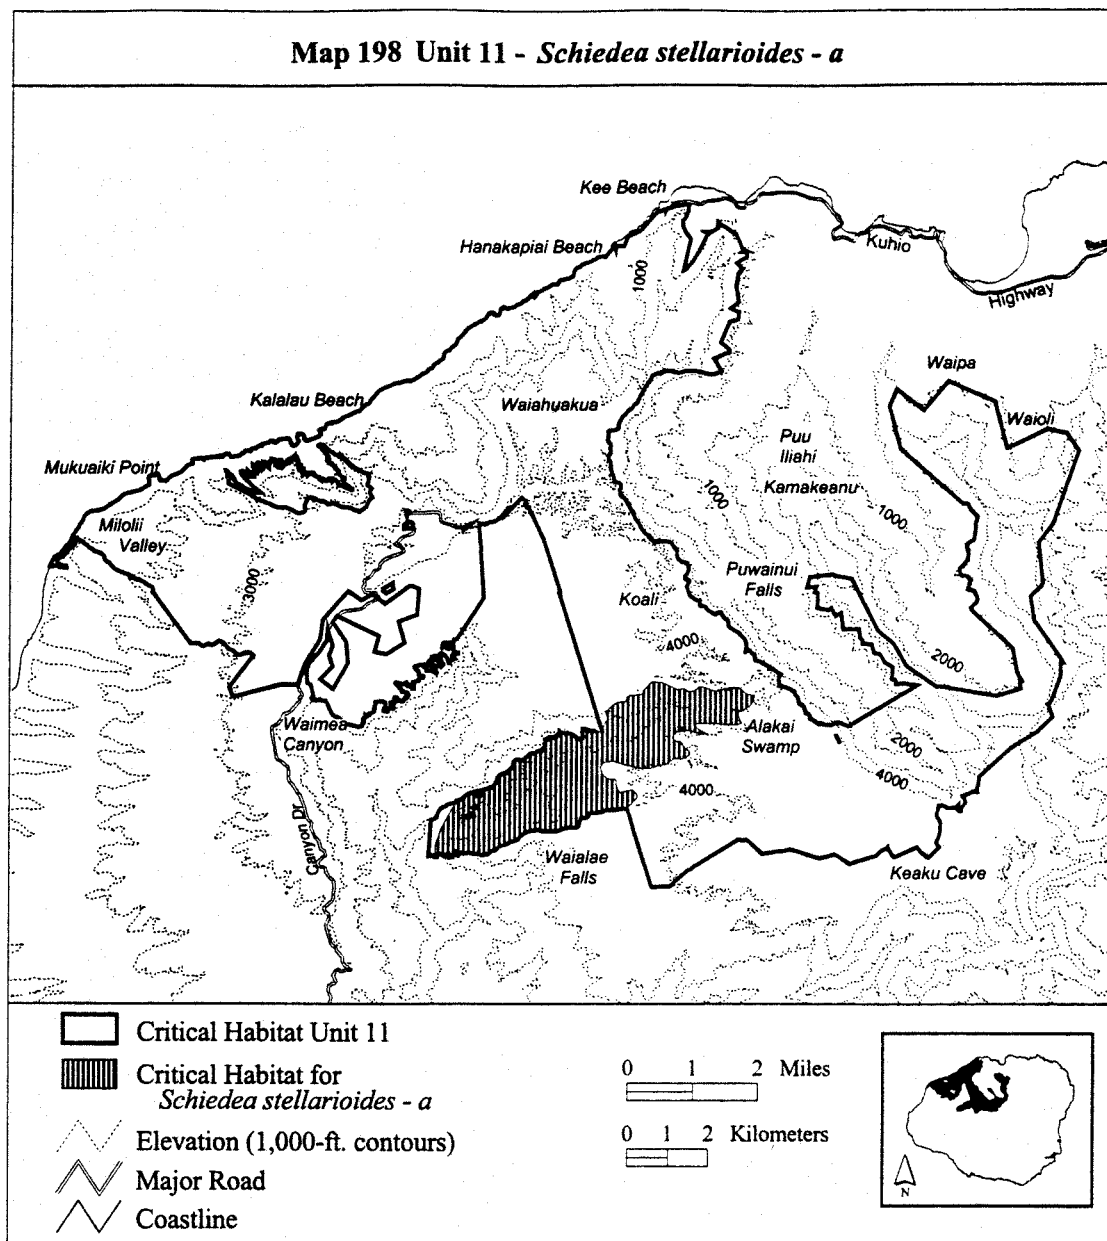 Map 198 Unit 11 - Schiedea stellarioides - a
Kee Beach
Hanakapiai Beach
Kuhio
Highway
1000
Waipa
Kalalau Beach
Waiahuakua
Waioli
Puu
Iliahi
Mukuaiki Point
Kamakeanu
1000
1000
Milolii
Valley
3000
Puwainui
Falls
Koali
4000
2000
Waimea
Canyon
Alakai
Swamp
2000
4000
4000
Canyon Dr
Waialae
Falls
Keaku Cave
Critical Habitat Unit 11
Critical Habitat for
Schiedea stellarioides - a
Elevation (1,000-ft. contours)
Major Road
Coastline
0 1 2 Miles
0 1 2 Kilometers
N